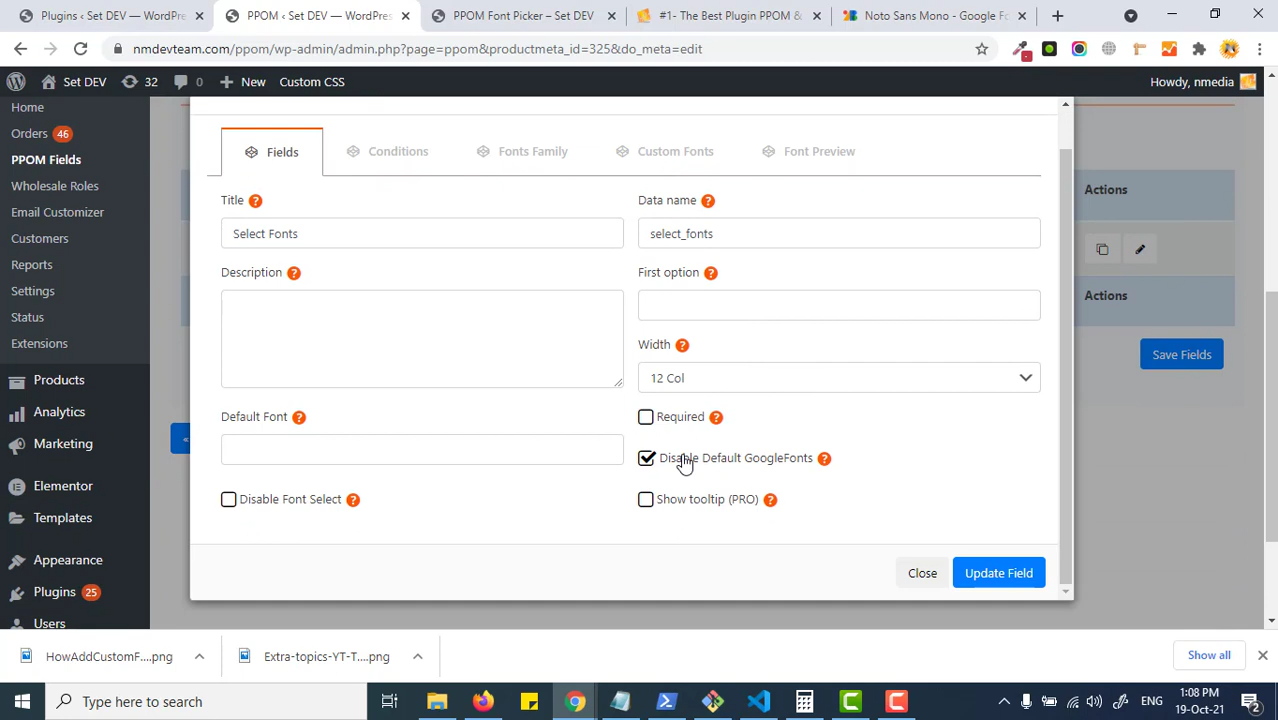 Plugins ‹ Set DEV — WordPre
PPOM ‹ Set DEV — WordPres
PPOM Font Picker – Set DEV
#1- The Best Plugin PPOM &
Noto Sans Mono - Google Fo
nmdevteam.com/ppom/wp-admin/admin.php?page=ppom&productmeta_id=325&do_meta=edit
Set DEV
32
0
New
Custom CSS
Howdy, nmedia
Home
Orders 46
PPOM Fields
Wholesale Roles
Email Customizer
Customers
Reports
Settings
Status
Extensions
Products
Analytics
Marketing
Elementor
Templates
Appearance
Plugins 25
Users
Fields
Conditions
Fonts Family
Custom Fonts
Font Preview
Title ?
Data name ?
Select Fonts
select_fonts
Description ?
First option ?
Width ?
12 Col
Default Font ?
Required ?
Disable Default GoogleFonts ?
Disable Font Select ?
Show tooltip (PRO) ?
Close
Update Field
Actions
Actions
Save Fields
«
HowAddCustomF....png
Extra-topics-YT-T....png
Show all
Type here to search
ENG
1:08 PM
19-Oct-21
2